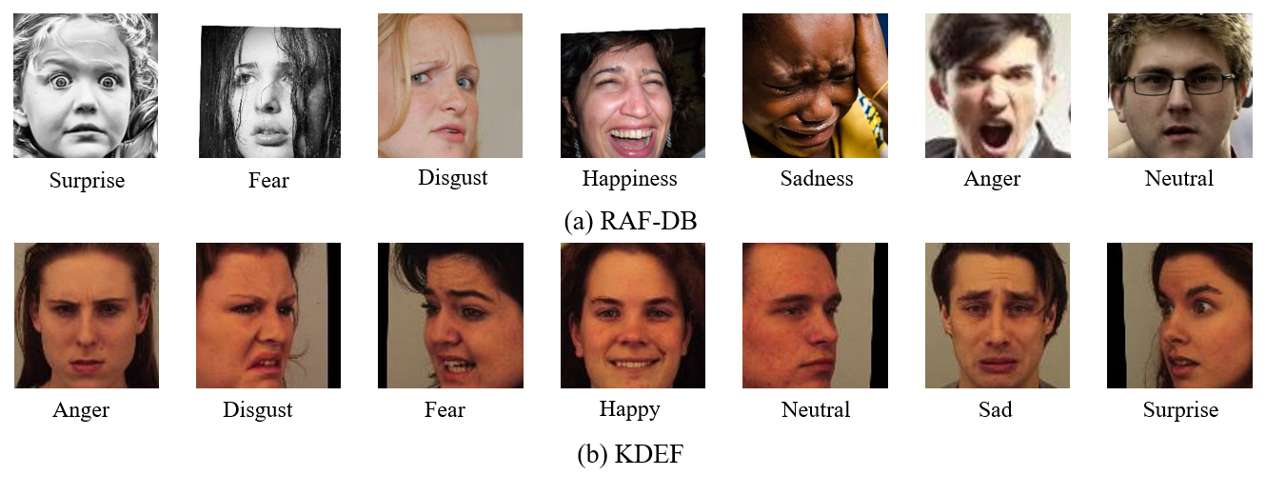 Surprise Fear Disgust Happiness Sadness Anger Neutral
(a) RAF-DB
Anger Disgust Fear Happy Neutral Sad Surprise
(b) KDEF